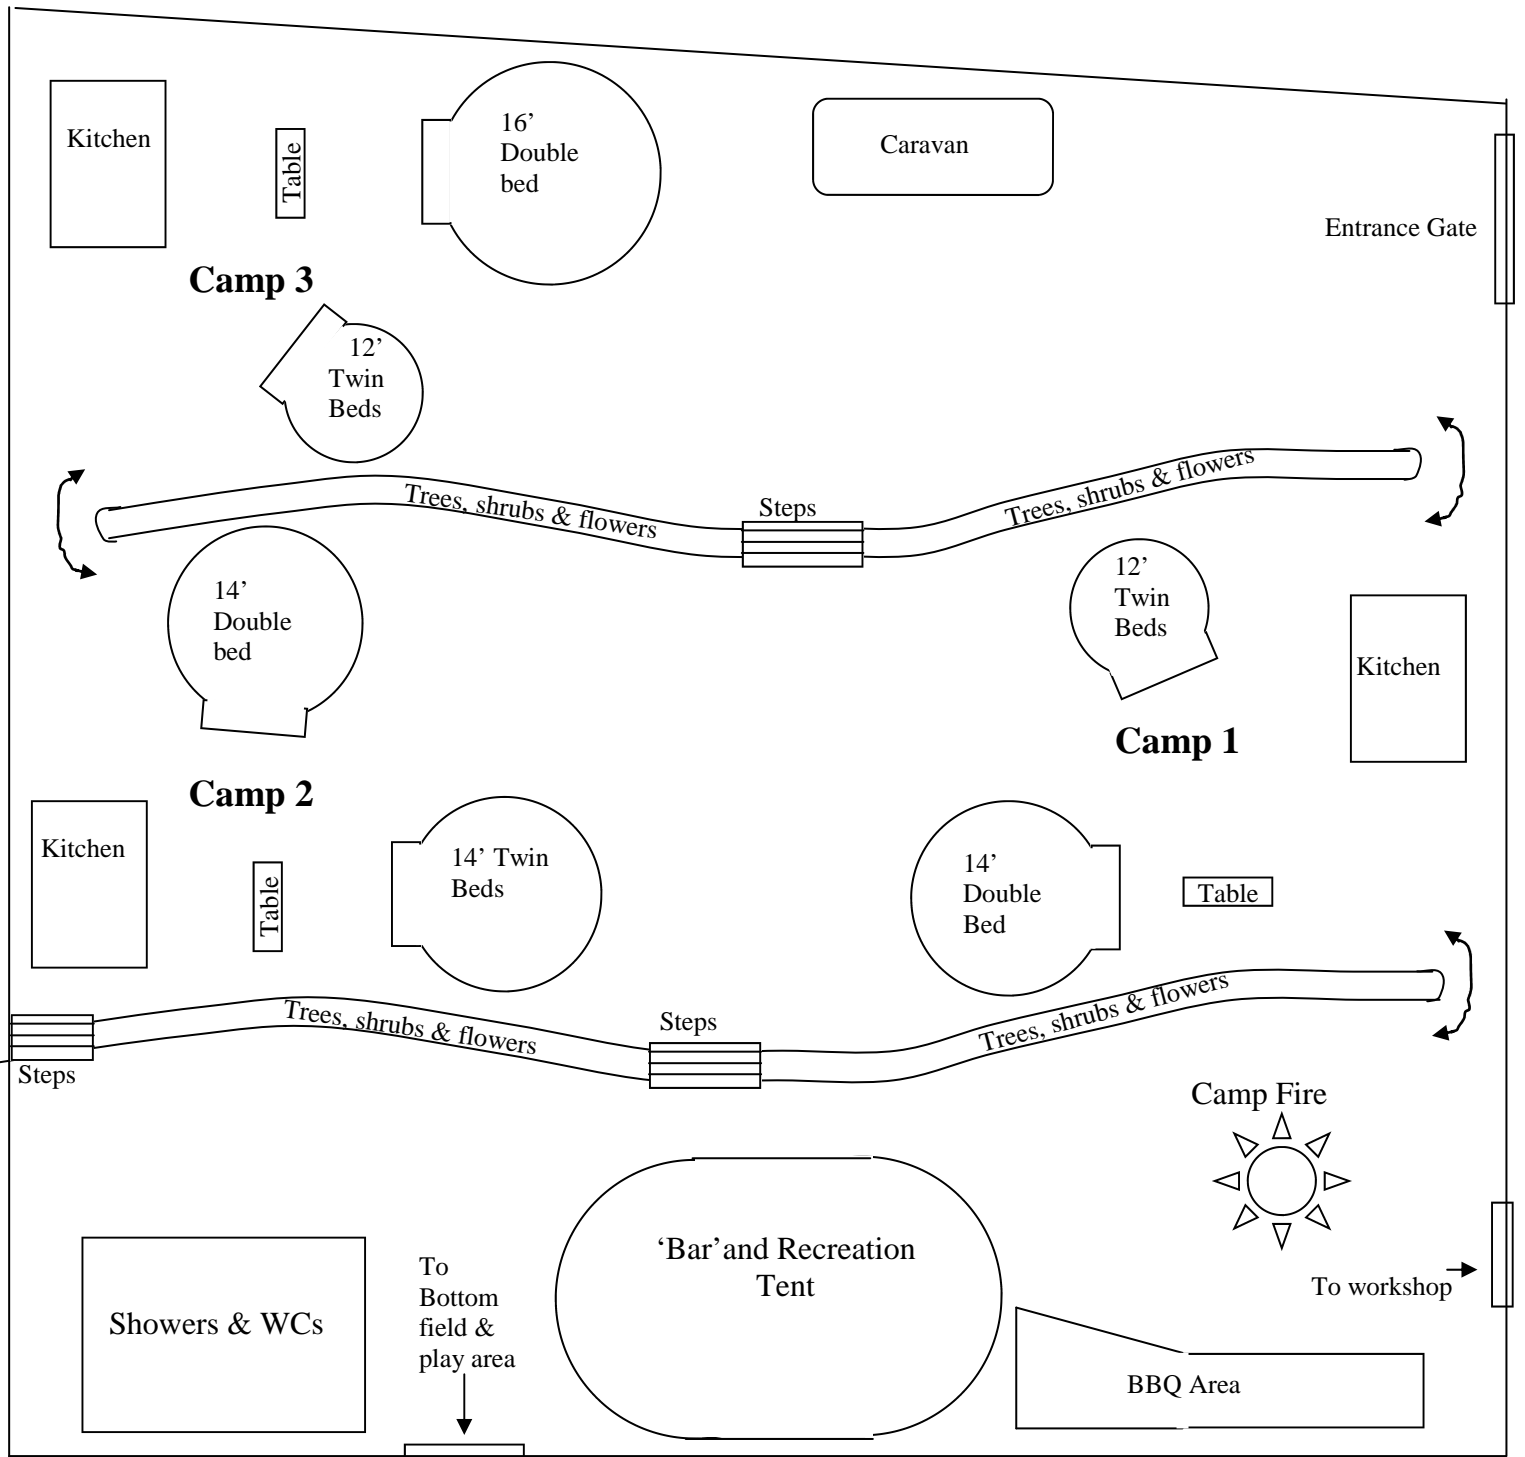 Kitchen
Table
16’
Double
bed
Caravan
Entrance Gate
Camp 3
12’
Twin
Beds
Trees, shrubs & flowers
Steps
Trees, shrubs & flowers
14’
Double
bed
12’
Twin
Beds
Kitchen
Camp 1
Camp 2
Kitchen
Table
14’ Twin
Beds
14’
Double
Bed
Table
Trees, shrubs & flowers
Steps
Trees, shrubs & flowers
Steps
Camp Fire
‘Bar’and Recreation
Tent
To
Bottom
field &
play area
Showers & WCs
To workshop
BBQ Area